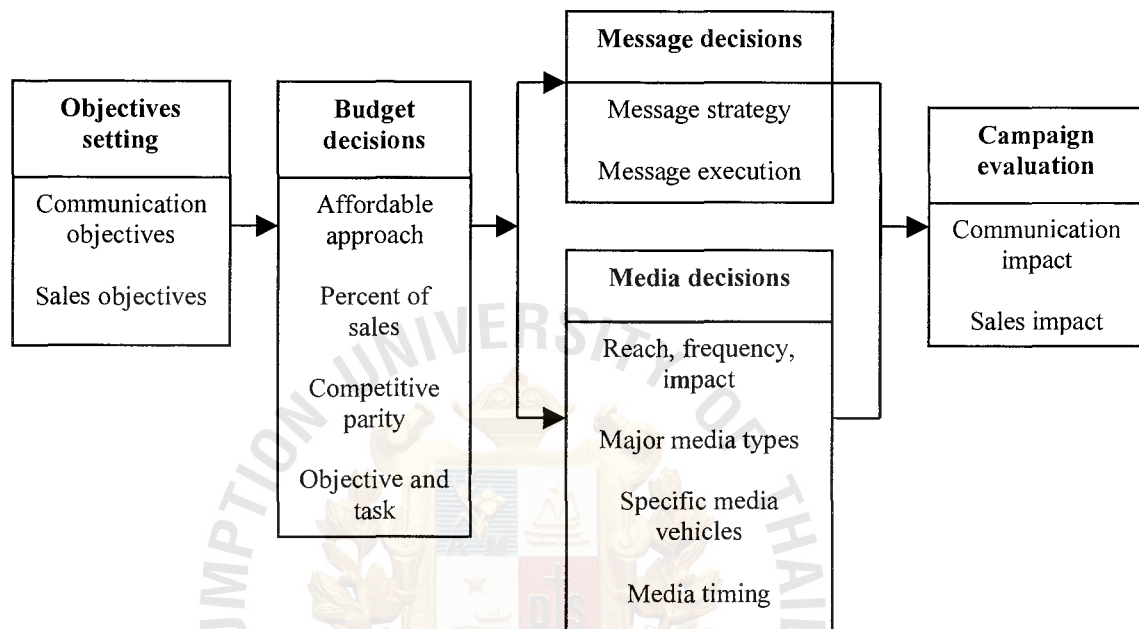 Objectives
setting
Communication
objectives
Sales objectives
Budget
decisions
Affordable
approach
Percent of
sales
Competitive
parity
Objective and
task
Message decisions
Message strategy
Message execution
Media decisions
Reach, frequency,
impact
Major media types
Specific media
vehicles
Media timing
Campaign
evaluation
Communication
impact
Sales impact
UNIVERSITY OF